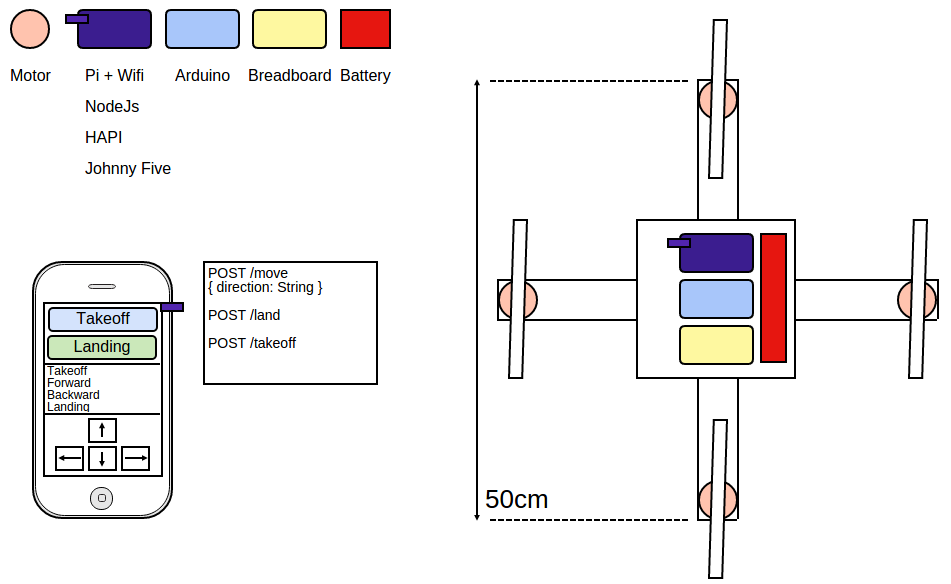 Motor
Pi + Wifi
Arduino
Breadboard
Battery
NodeJs
HAPI
Johnny Five
Takeoff
Landing
Takeoff
Forward
Backward
Landing
POST /move
{ direction: String }
POST /land
POST /takeoff
50cm